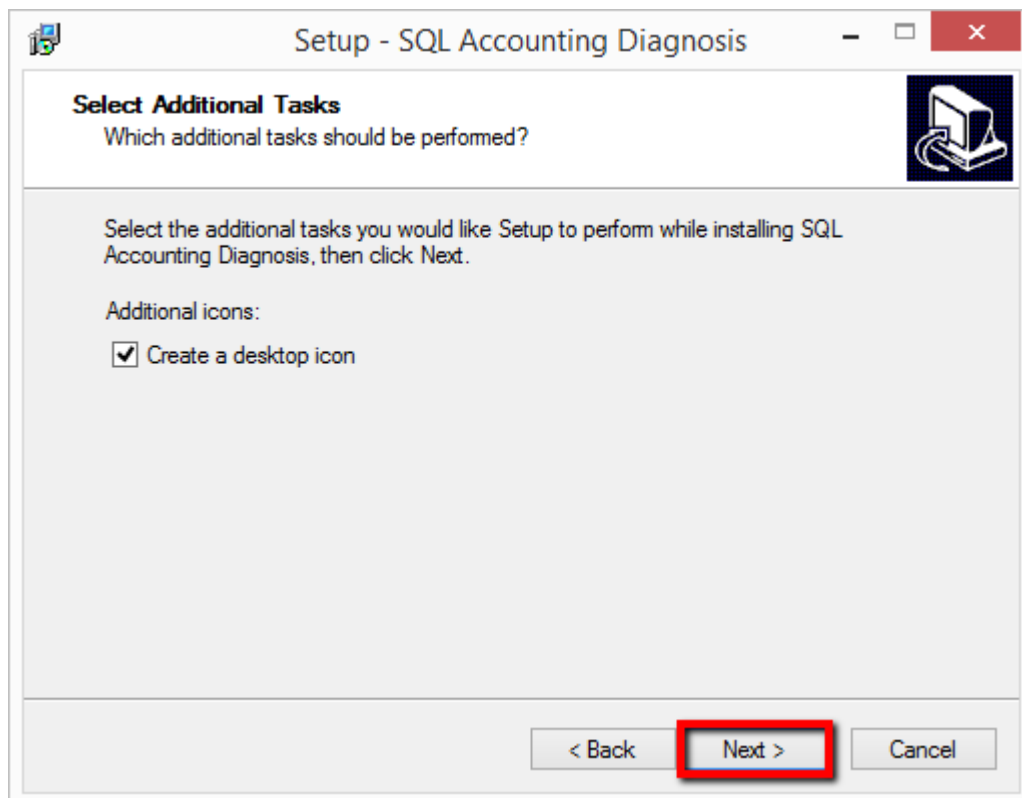 Setup - SQL Accounting Diagnosis
Select Additional Tasks
Which additional tasks should be performed?
Select the additional tasks you would like Setup to perform while installing SQL
Accounting Diagnosis, then click Next.
Additional icons:
Create a desktop icon
< Back
Next >
Cancel